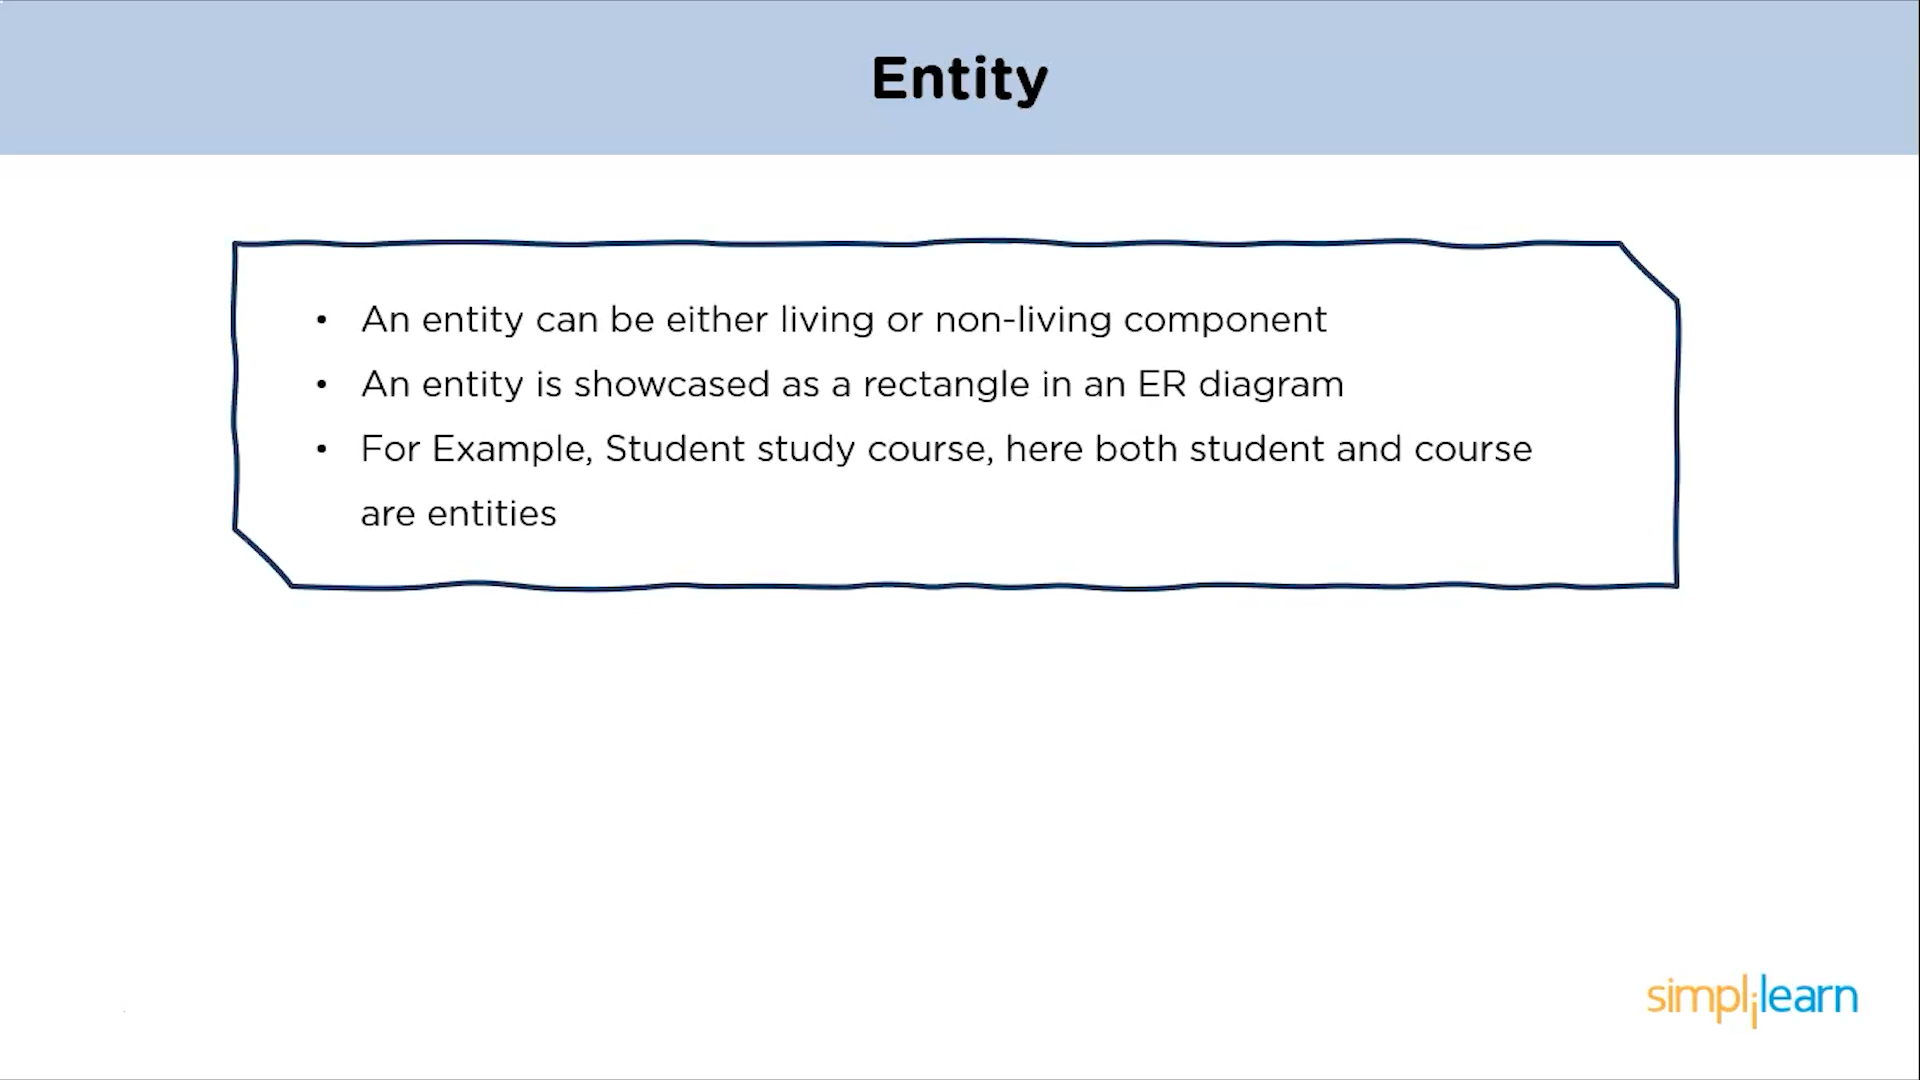 Entity
• An entity can be either living or non-living component
• An entity is showcased as a rectangle in an ER diagram
• For Example, Student study course, here both student and course
are entities
simplilearn